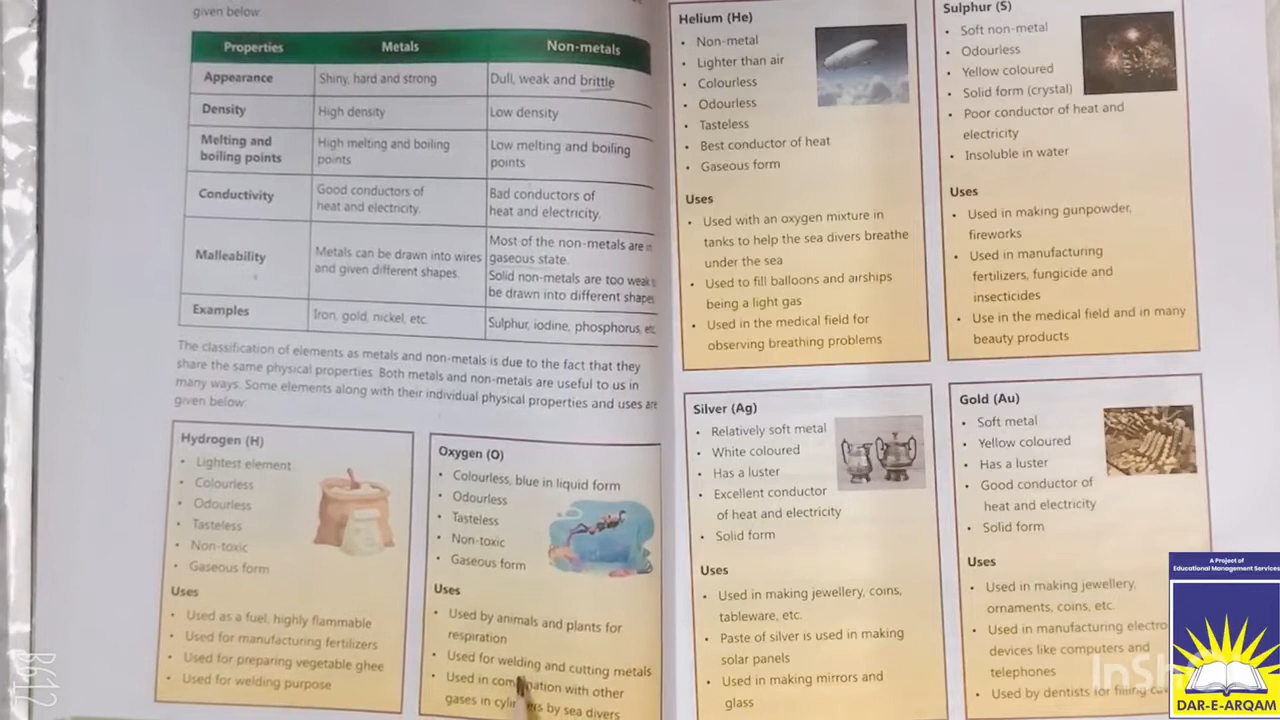 given below:
Properties Metals Non-metals
Appearance Shiny, hard and strong Dull, weak and brittle
Density High density Low density
Melting and boiling points High melting and boiling points Low melting and boiling points
Conductivity Good conductors of heat and electricity. Bad conductors of heat and electricity.
Malleability Metals can be drawn into wires and given different shapes. Most of the non-metals are in gaseous state. Solid non-metals are too weak be drawn into different shapes
Examples Iron, gold, nickel, etc. Sulphur, iodine, phosphorus, etc
The classification of elements as metals and non-metals is due to the fact that they
share the same physical properties. Both metals and non-metals are useful to us in
many ways. Some elements along with their individual physical properties and uses are
given below:
Hydrogen (H)
• Lightest element
• Colourless
• Odourless
• Tasteless
• Non-toxic
• Gaseous form
Uses
• Used as a fuel, highly flammable
• Used for manufacturing fertilizers
• Used for preparing vegetable ghee
• Used for welding purpose
Oxygen (O)
• Colourless, blue in liquid form
• Odourless
• Tasteless
• Non-toxic
• Gaseous form
Uses
• Used by animals and plants for
respiration
• Used for welding and cutting metals
• Used in with other
gases in by sea divers
Helium (He)
• Non-metal
• Lighter than air
• Colourless
• Odourless
• Tasteless
• Best conductor of heat
• Gaseous form
Uses
• Used with an oxygen mixture in
tanks to help the sea divers breathe
under the sea
• Used to fill balloons and airships
being a light gas
• Used in the medical field for
observing breathing problems
Sulphur (S)
• Soft non-metal
• Odourless
• Yellow coloured
• Solid form (crystal)
• Poor conductor of heat and
electricity
• Insoluble in water
Uses
• Used in making gunpowder,
fireworks
• Used in manufacturing
fertilizers, fungicide and
insecticides
• Use in the medical field and in many
beauty products
Silver (Ag)
• Relatively soft metal
• White coloured
• Has a luster
• Excellent conductor
of heat and electricity
• Solid form
Uses
• Used in making jewellery, coins,
tableware, etc.
• Paste of silver is used in making
solar panels
• Used in making mirrors and
glass
Gold (Au)
• Soft metal
• Yellow coloured
• Has a luster
• Good conductor of
heat and electricity
• Solid form
Uses
• Used in making jewellery,
ornaments, coins, etc.
• Used in manufacturing electro
devices like computers and
telephones
• Used by dentists for filling
A Project of
Educational Management Services
DAR-E-ARQAM
InSh
B612